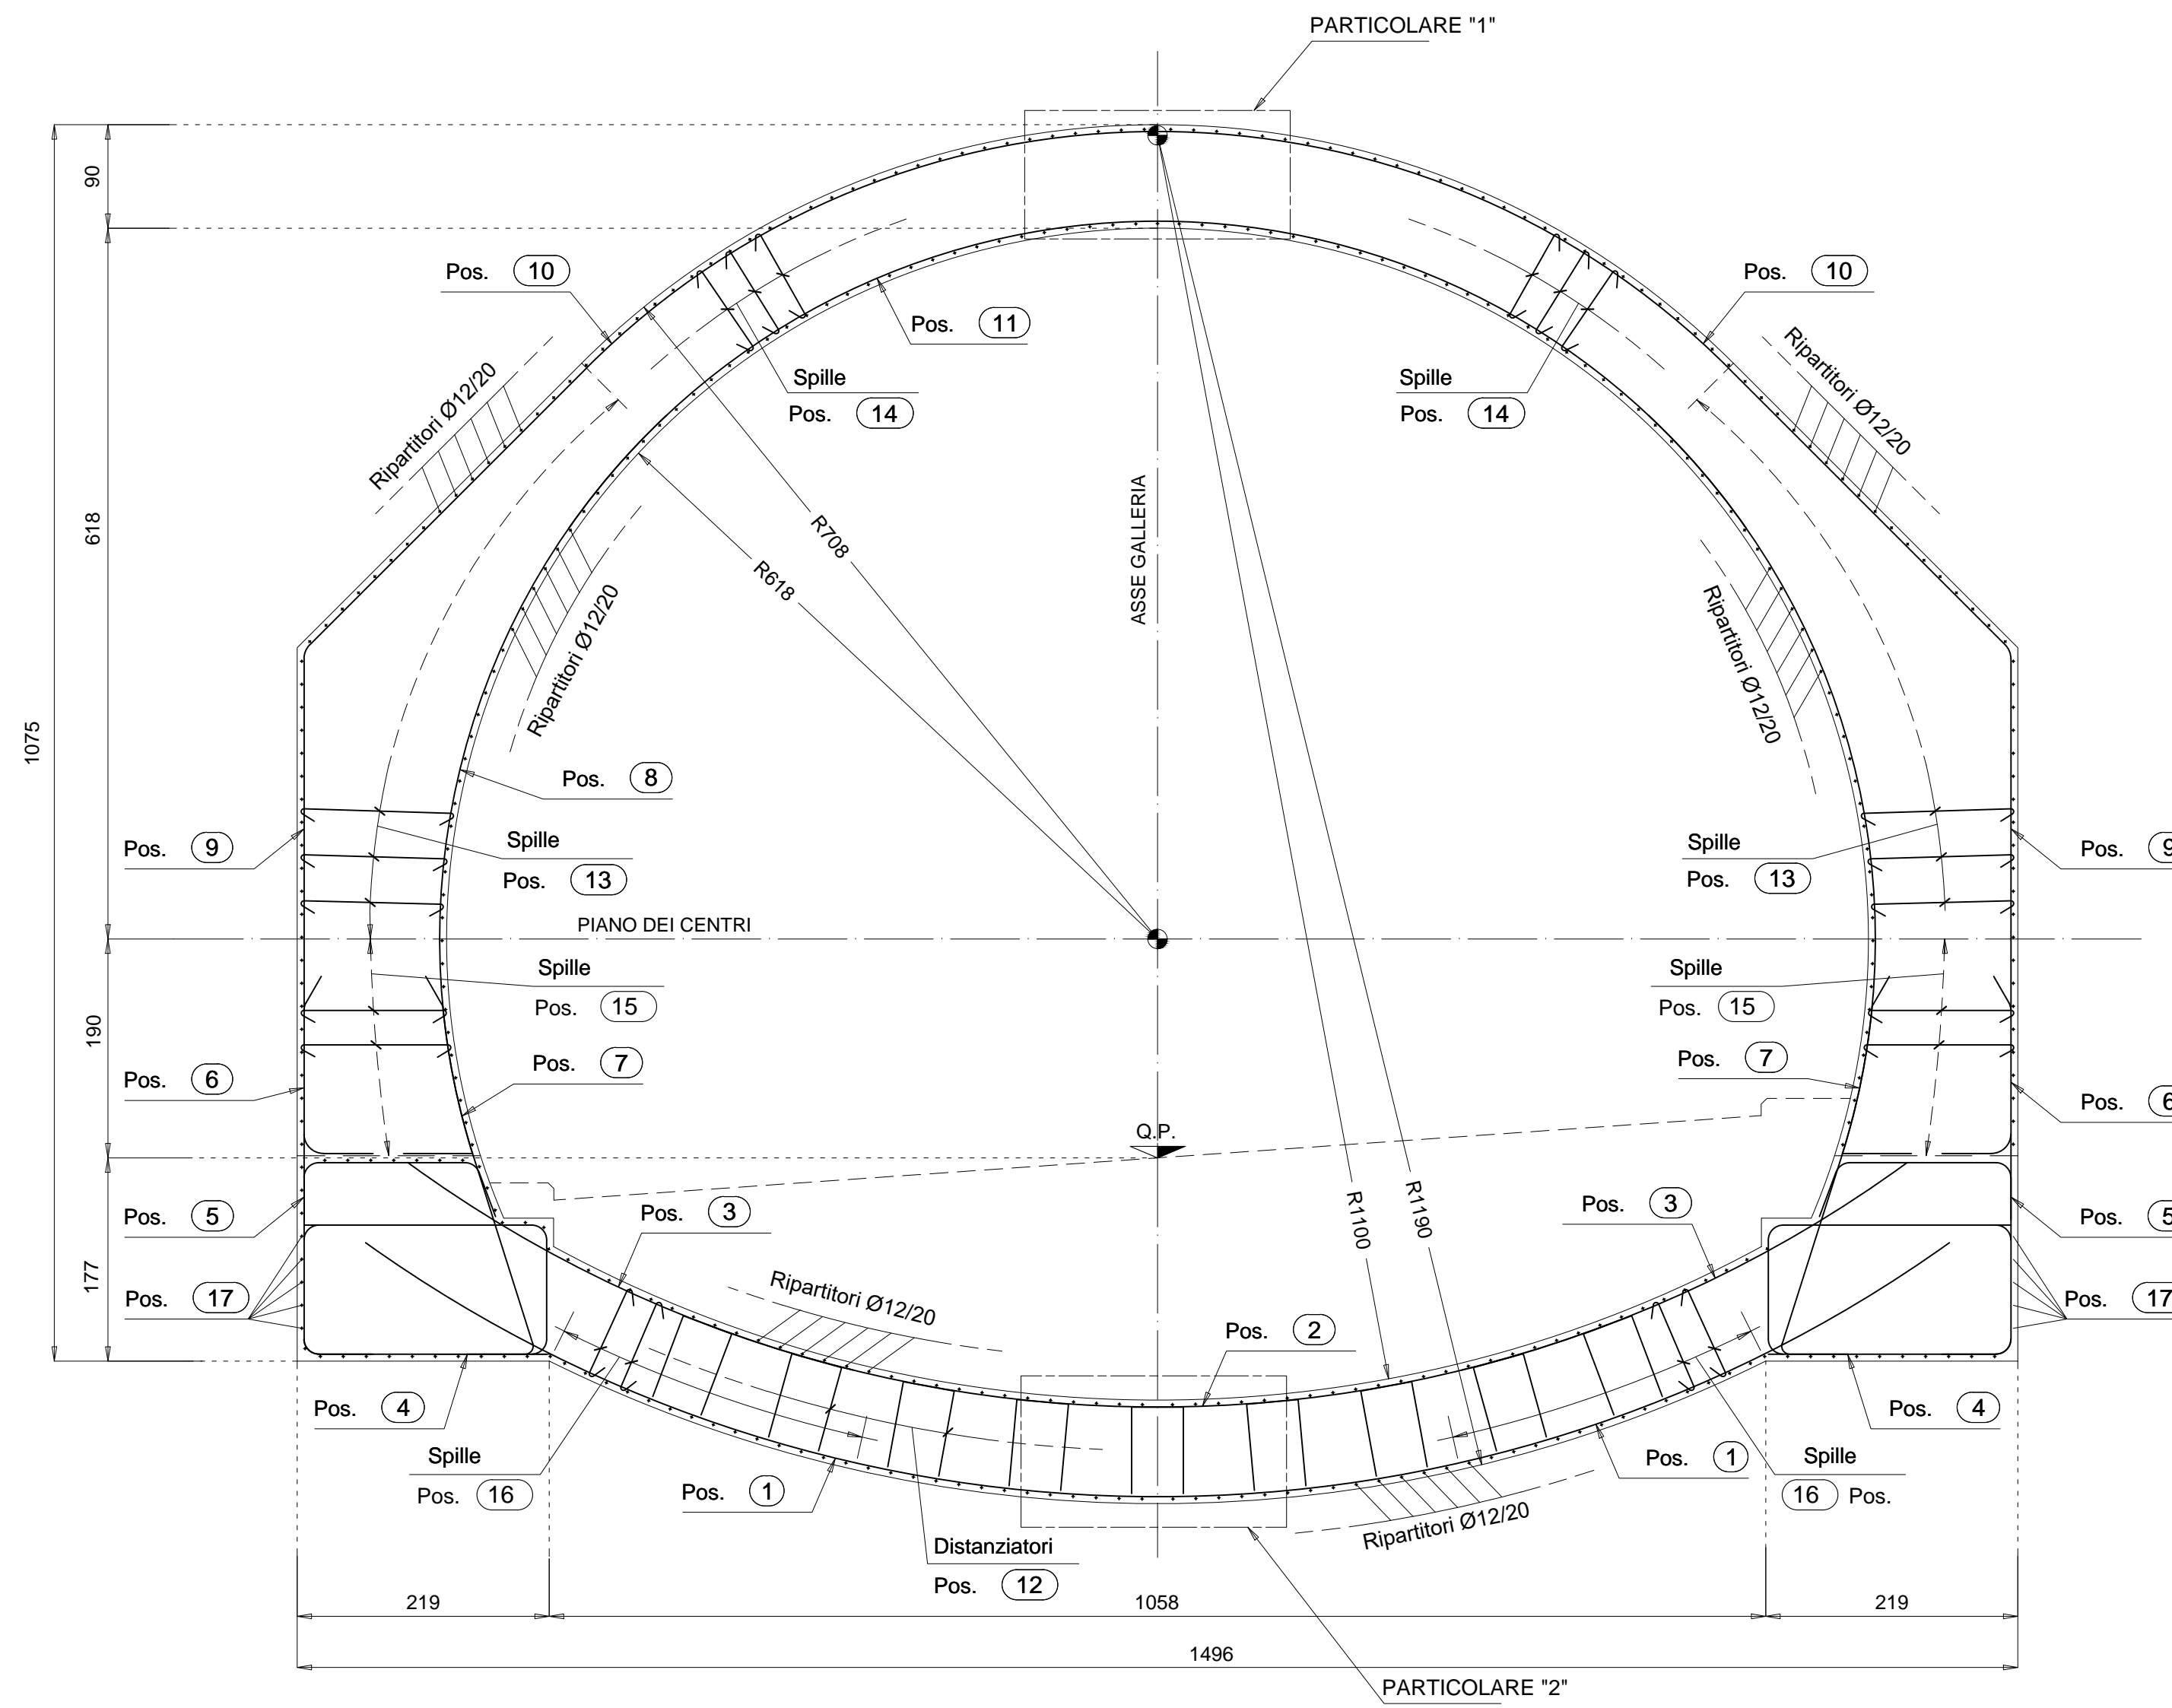 PARTICOLARE "1"
90
Pos. 10
Pos. 10
Pos. 11
Ripartitori Ø12/20
Ripartitori Ø12/20
Spille
Pos. 14
Spille
Pos. 14
618
R708
R618
ASSE GALLERIA
Ripartitori Ø12/20
Ripartitori Ø12/20
1075
Pos. 8
Pos. 9
Spille
Pos. 13
Spille
Pos. 13
Pos. 9
PIANO DEI CENTRI
Spille
Pos. 15
Spille
Pos. 15
190
Pos. 7
Pos. 7
Pos. 6
Pos. 6
Q.P.
R1100
R1190
Pos. 5
Pos. 3
Pos. 3
Pos. 5
177
Pos. 17
Ripartitori Ø12/20
Pos. 2
Pos. 17
Pos. 4
Pos. 4
Spille
Pos. 16
Pos. 1
Pos. 1
Spille
16 Pos.
Ripartitori Ø12/20
Distanziatori
Pos. 12
219
1058
219
1496
PARTICOLARE "2"